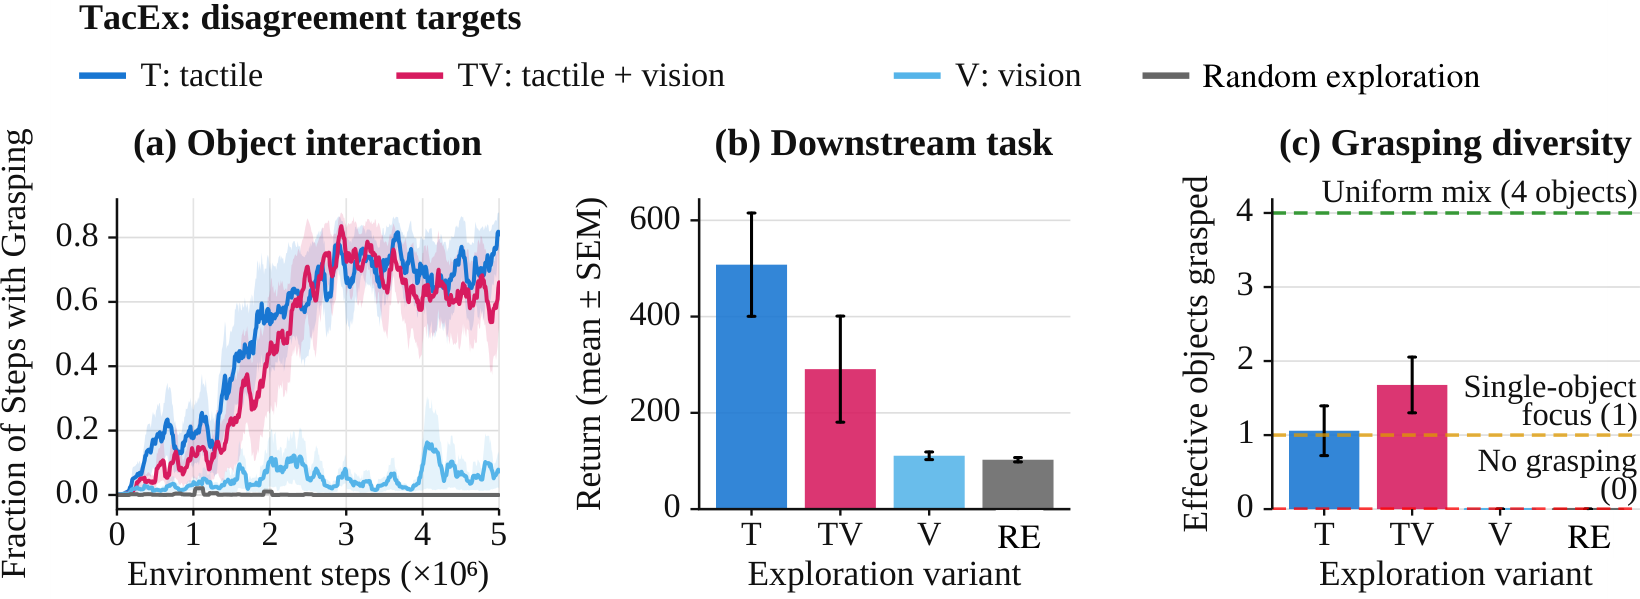 TacEx: disagreement targets
T: tactile
TV: tactile + vision
V: vision
Random exploration
(a) Object interaction
Fraction of Steps with Grasping
0.8
0.6
0.4
0.2
0.0
0 1 2 3 4 5
Environment steps (×10⁶)
(b) Downstream task
Return (mean ± SEM)
600
400
200
0
T TV V RE
Exploration variant
(c) Grasping diversity
Effective objects grasped
Uniform mix (4 objects)
4
3
2
Single-object
focus (1)
1
No grasping
(0)
0
T TV V RE
Exploration variant